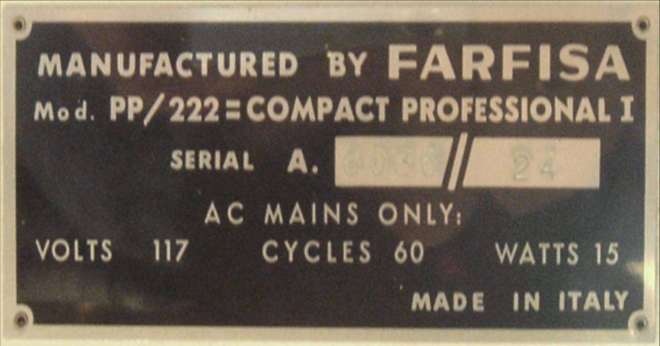 MANUFACTURED BY FARFISA
Mod. PP/222=COMPACT PROFESSIONAL I
SERIAL A. // 24
AC MAINS ONLY:
VOLTS 117 CYCLES 60 WATTS 15
MADE IN ITALY